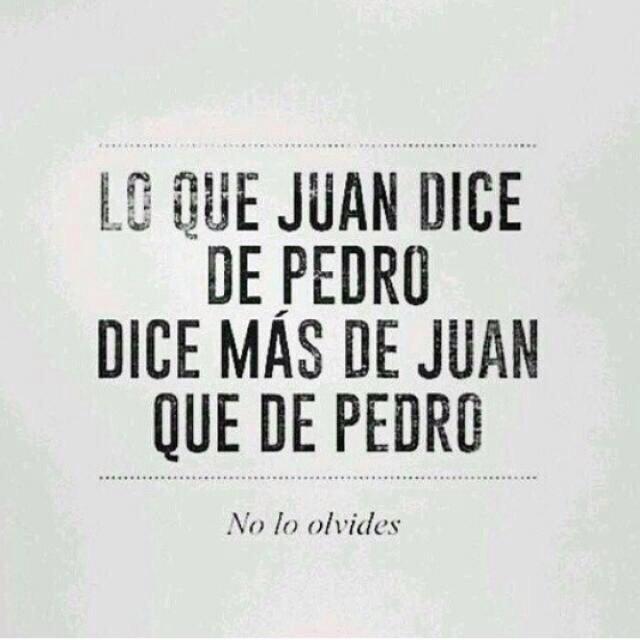 LO QUE JUAN DICE
DE PEDRO
DICE MÁS DE JUAN
QUE DE PEDRO
No lo olvides